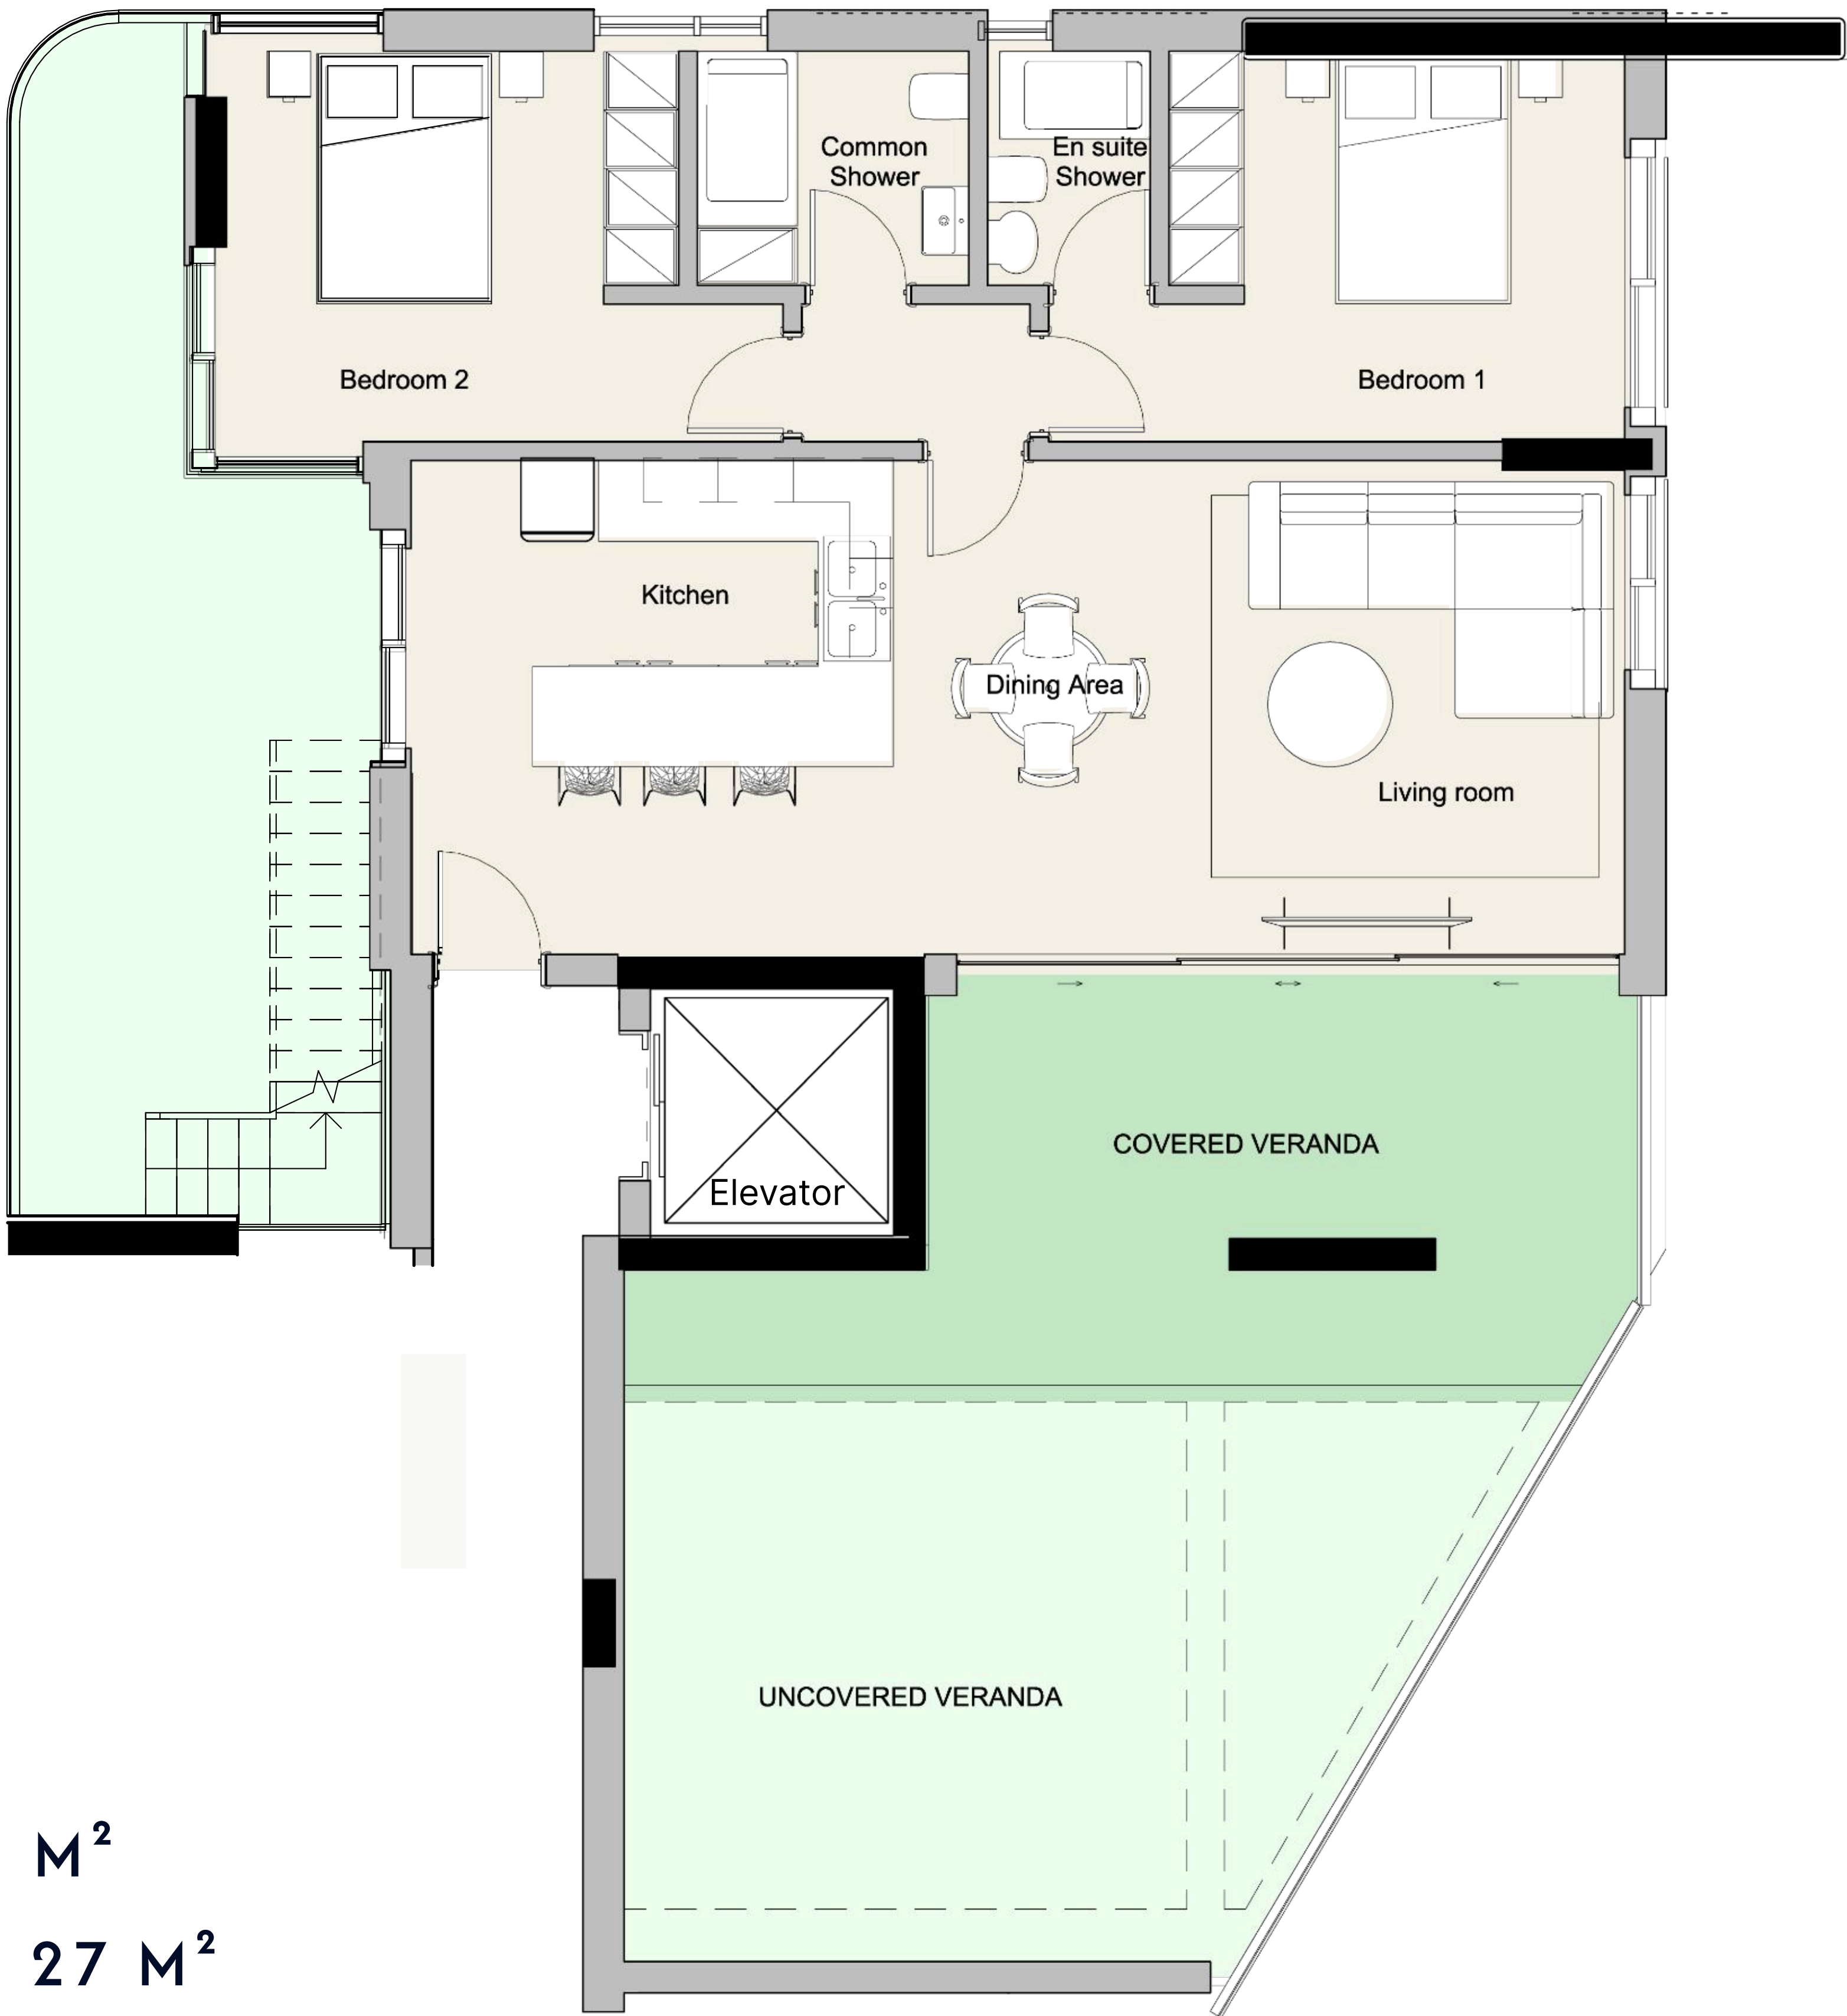 Common
Shower
En suite
Shower
Bedroom 2
Bedroom 1
Kitchen
Dining Area
Living room
COVERED VERANDA
Elevator
UNCOVERED VERANDA
M²
27 M²